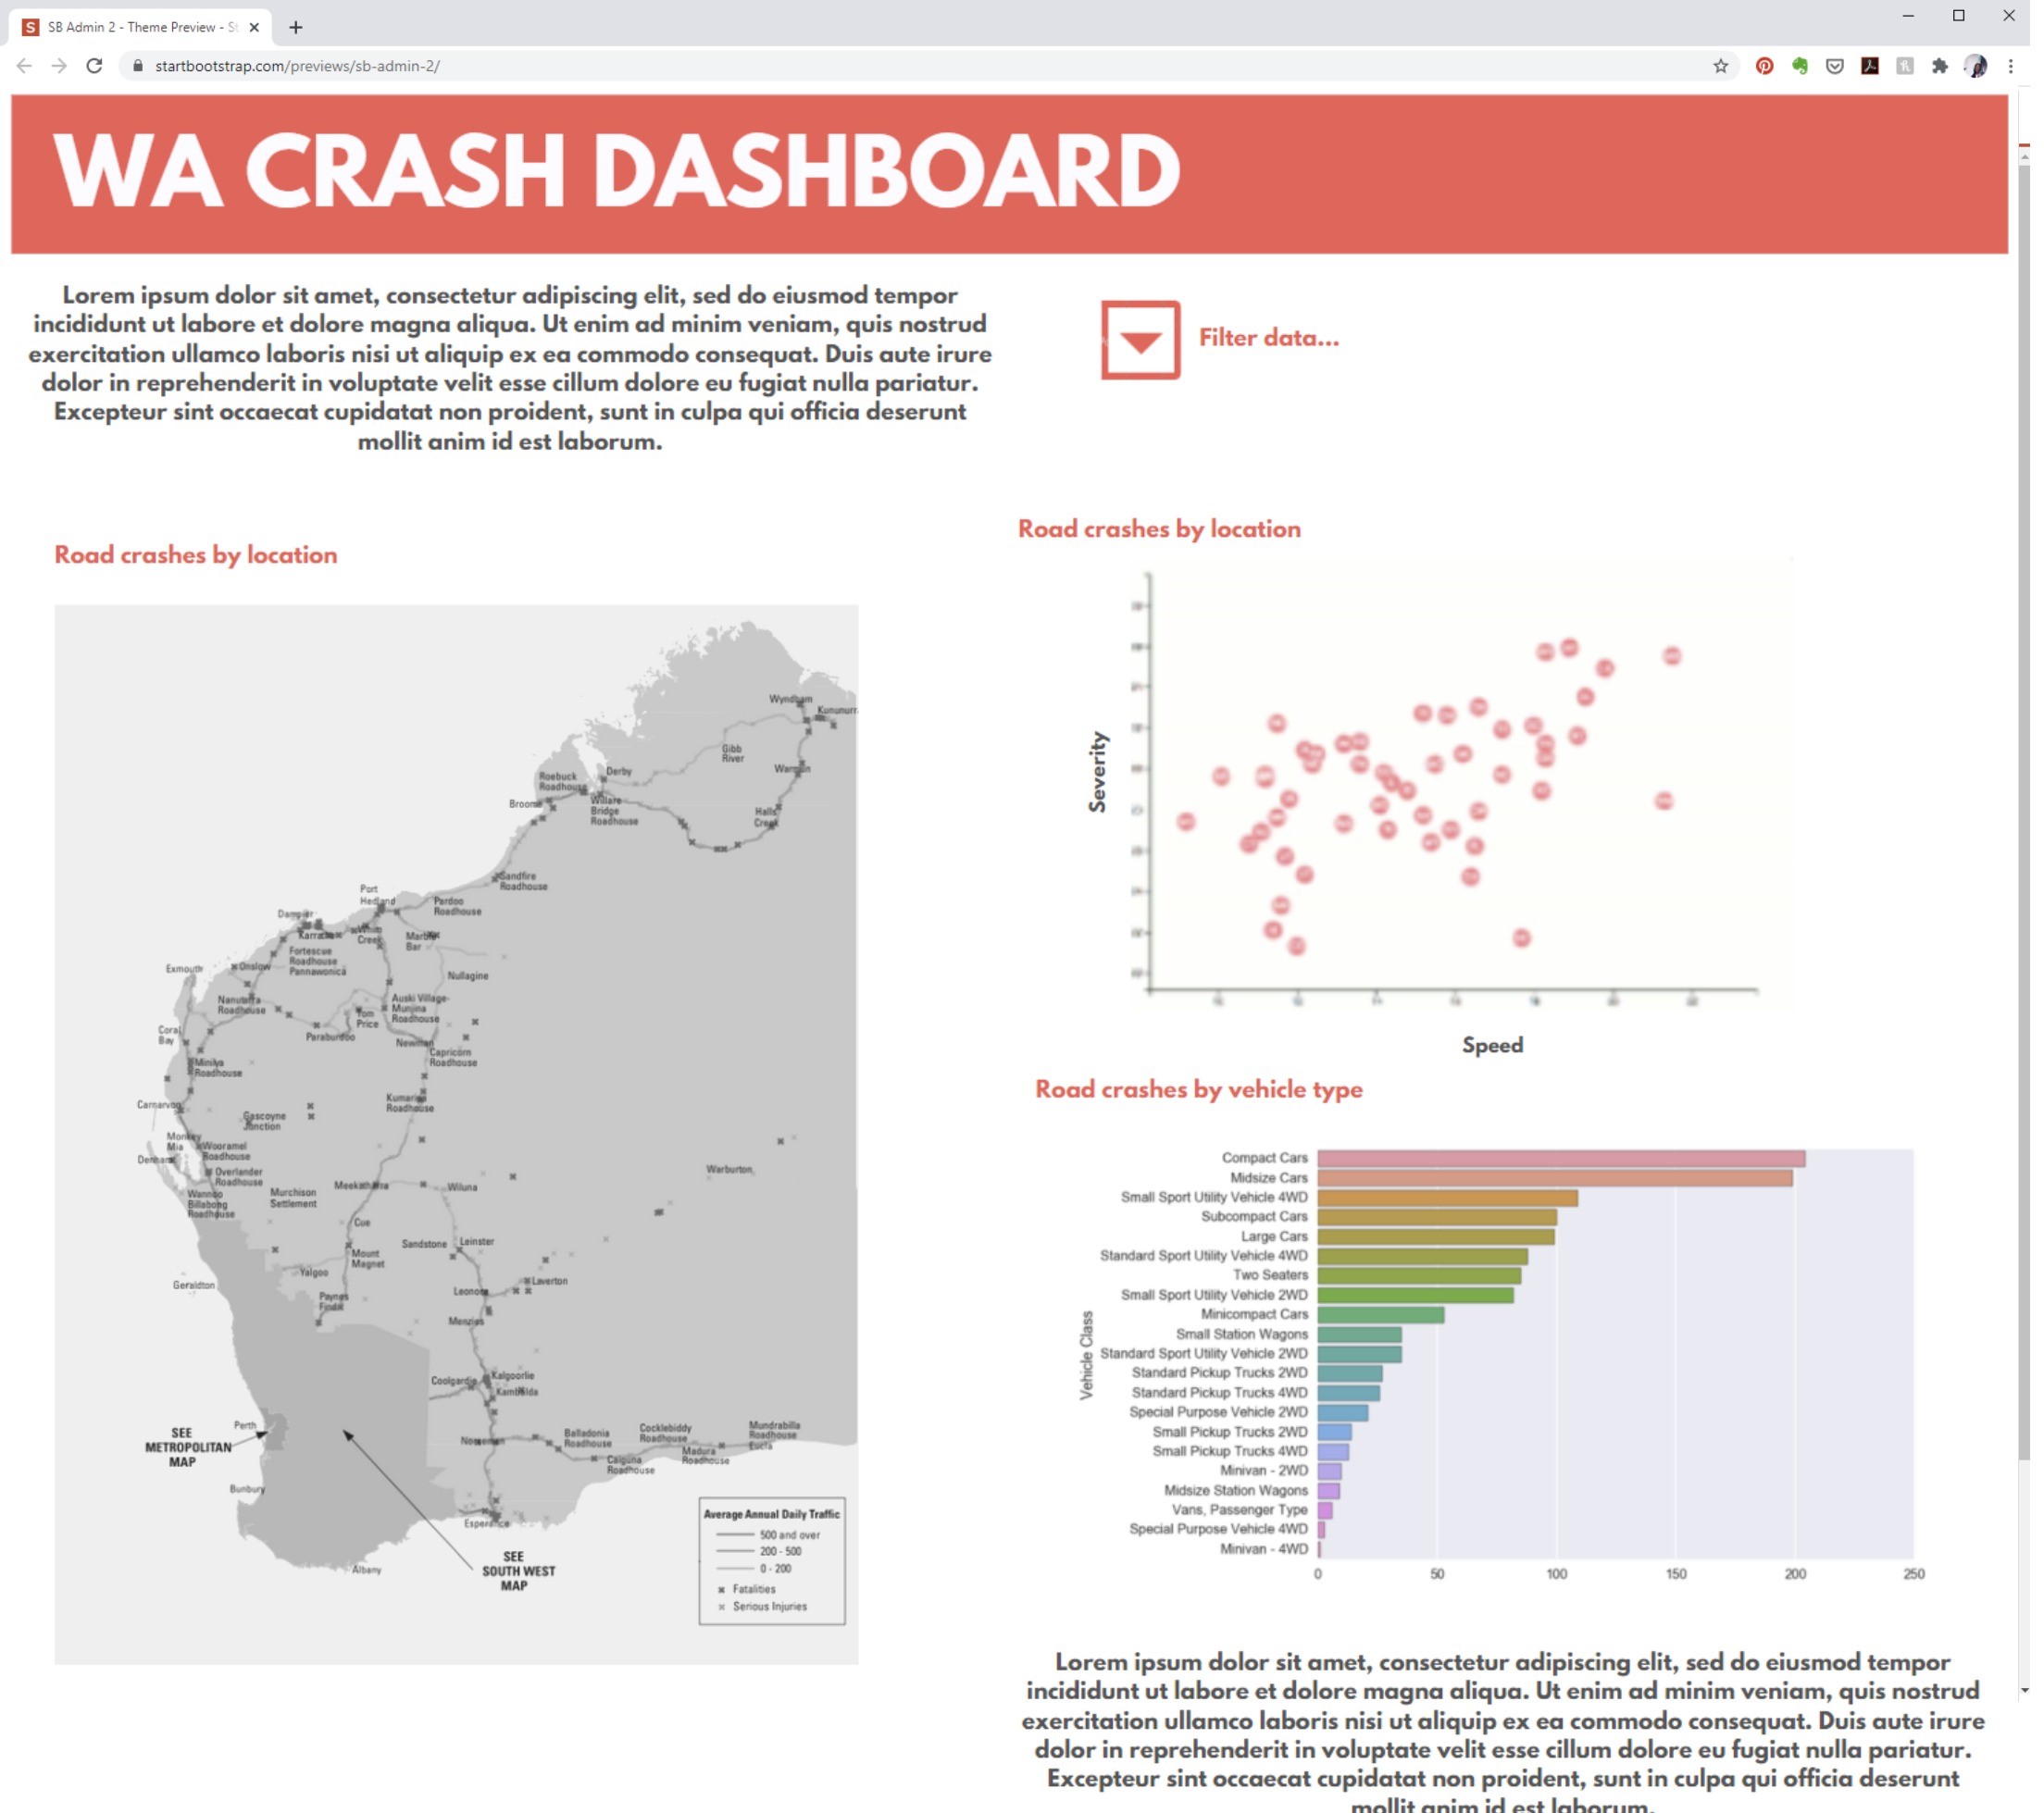 SB Admin 2 - Theme Preview - St
startbootstrap.com/previews/sb-admin-2/
WA CRASH DASHBOARD
Lorem ipsum dolor sit amet, consectetur adipiscing elit, sed do eiusmod tempor
incididunt ut labore et dolore magna aliqua. Ut enim ad minim veniam, quis nostrud
exercitation ullamco laboris nisi ut aliquip ex ea commodo consequat. Duis aute irure
dolor in reprehenderit in voluptate velit esse cillum dolore eu fugiat nulla pariatur.
Excepteur sint occaecat cupidatat non proident, sunt in culpa qui officia deserunt
mollit anim id est laborum.
Filter data...
Road crashes by location
Wyndham
Kununurr
Gibb
River
Warmun
Derby
Roebuck
Roadhouse
Broome
Willare
Bridge
Roadhouse
Halls
Creek
Sandfire
Roadhouse
Port
Hedland
Pardoo
Roadhouse
Dampier
Karratha
Whim
Creek
Marble
Bar
Fortescue
Roadhouse
Pannawonica
Exmouth
Onslow
Nullagine
Nanutarra
Roadhouse
Auski Village-
Munjina
Roadhouse
Tom
Price
Coral
Bay
Paraburdoo
Newman
Capricorn
Roadhouse
Minilya
Roadhouse
Carnarvon
Kumarina
Roadhouse
Gascoyne
Junction
Monkey
Mia
Wooramel
Roadhouse
Denham
Overlander
Roadhouse
Warburton
Wannoo
Billabong
Roadhouse
Murchison
Settlement
Meekatharra
Wiluna
Cue
Sandstone
Leinster
Mount
Magnet
Yalgoo
Geraldton
Laverton
Leonora
Paynes
Find
Menzies
Coolgardie
Kalgoorlie
Kambalda
Perth
SEE
METROPOLITAN
MAP
Norseman
Balladonia
Roadhouse
Cocklebiddy
Roadhouse
Mundrabilla
Roadhouse
Eucla
Caiguna
Roadhouse
Madura
Roadhouse
Bunbury
Esperance
Albany
SEE
SOUTH WEST
MAP
Average Annual Daily Traffic
500 and over
200 - 500
0 - 200
Fatalities
Serious Injuries
Road crashes by location
Severity
Speed
Road crashes by vehicle type
Vehicle Class
Compact Cars
Midsize Cars
Small Sport Utility Vehicle 4WD
Subcompact Cars
Large Cars
Standard Sport Utility Vehicle 4WD
Two Seaters
Small Sport Utility Vehicle 2WD
Minicompact Cars
Small Station Wagons
Standard Sport Utility Vehicle 2WD
Standard Pickup Trucks 2WD
Standard Pickup Trucks 4WD
Special Purpose Vehicle 2WD
Small Pickup Trucks 2WD
Small Pickup Trucks 4WD
Minivan - 2WD
Midsize Station Wagons
Vans, Passenger Type
Special Purpose Vehicle 4WD
Minivan - 4WD
0 50 100 150 200 250
Lorem ipsum dolor sit amet, consectetur adipiscing elit, sed do eiusmod tempor
incididunt ut labore et dolore magna aliqua. Ut enim ad minim veniam, quis nostrud
exercitation ullamco laboris nisi ut aliquip ex ea commodo consequat. Duis aute irure
dolor in reprehenderit in voluptate velit esse cillum dolore eu fugiat nulla pariatur.
Excepteur sint occaecat cupidatat non proident, sunt in culpa qui officia deserunt
mollit anim id est laborum.